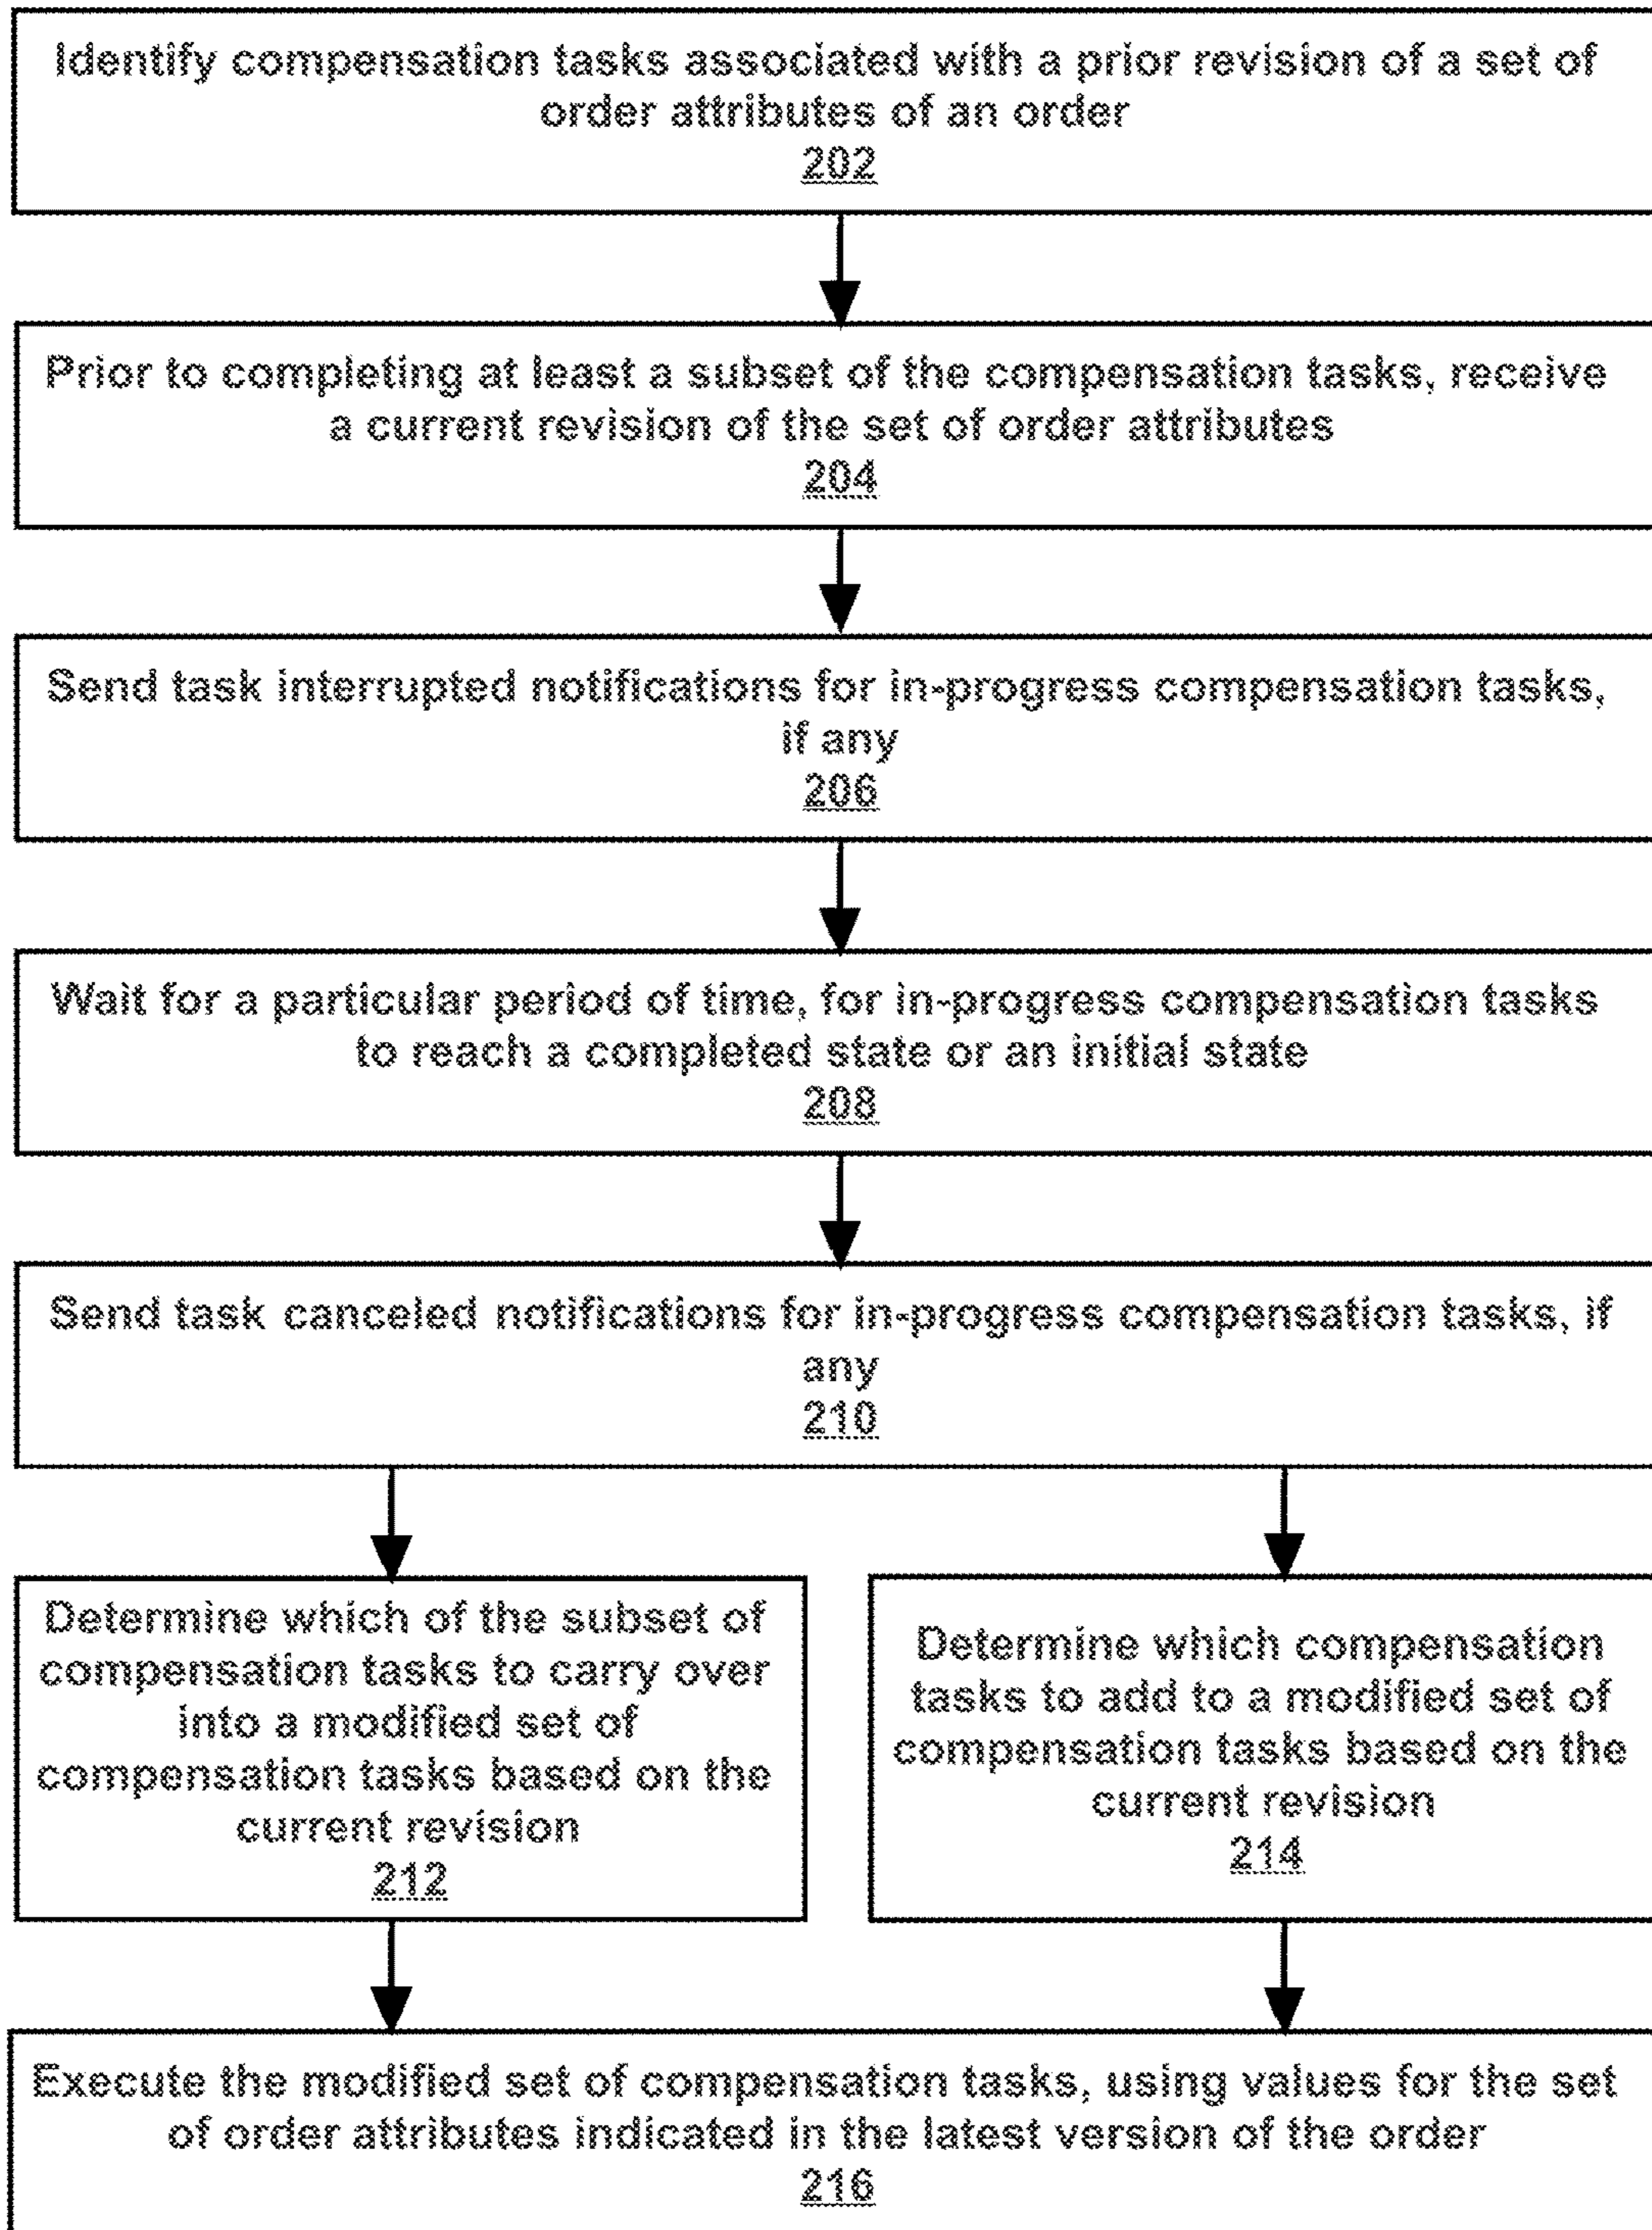 Identify compensation tasks associated with a prior revision of a set of
order attributes of an order
202
Prior to completing at least a subset of the compensation tasks, receive
a current revision of the set of order attributes
204
Send task interrupted notifications for in-progress compensation tasks,
if any
206
Wait for a particular period of time, for in-progress compensation tasks
to reach a completed state or an initial state
208
Send task canceled notifications for in-progress compensation tasks, if
any
210
Determine which of the subset of
compensation tasks to carry over
into a modified set of
compensation tasks based on the
current revision
212
Determine which compensation
tasks to add to a modified set of
compensation tasks based on the
current revision
214
Execute the modified set of compensation tasks, using values for the set
of order attributes indicated in the latest version of the order
216